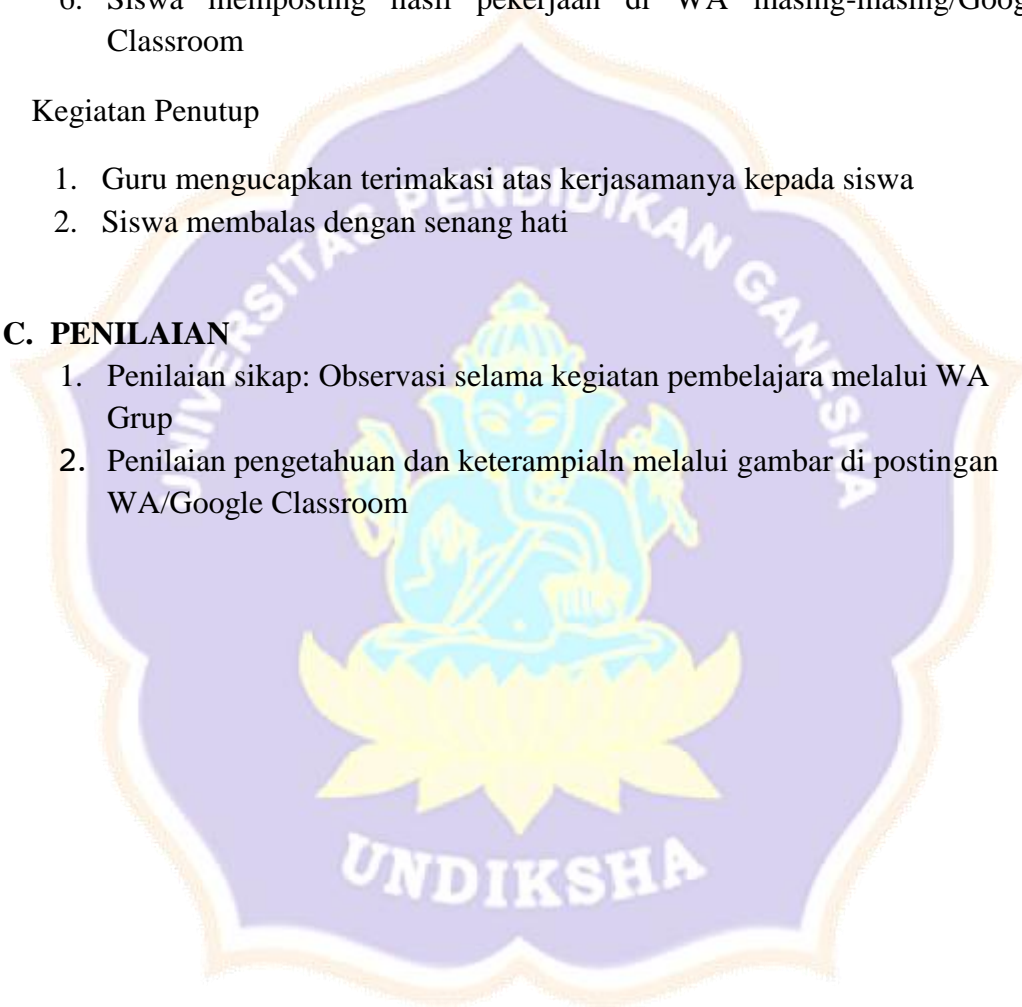 6. Siswa memposting hasil pekerjaan di WA masing-masing/Google
Classroom
Kegiatan Penutup
1. Guru mengucapkan terimakasi atas kerjasamanya kepada siswa
2. Siswa membalas dengan senang hati
C. PENILAIAN
1. Penilaian sikap: Observasi selama kegiatan pembelajara melalui WA
Grup
2. Penilaian pengetahuan dan keterampialn melalui gambar di postingan
WA/Google Classroom
UNIVERSITAS PENDIDIKAN GANESHA
UNDIKSHA